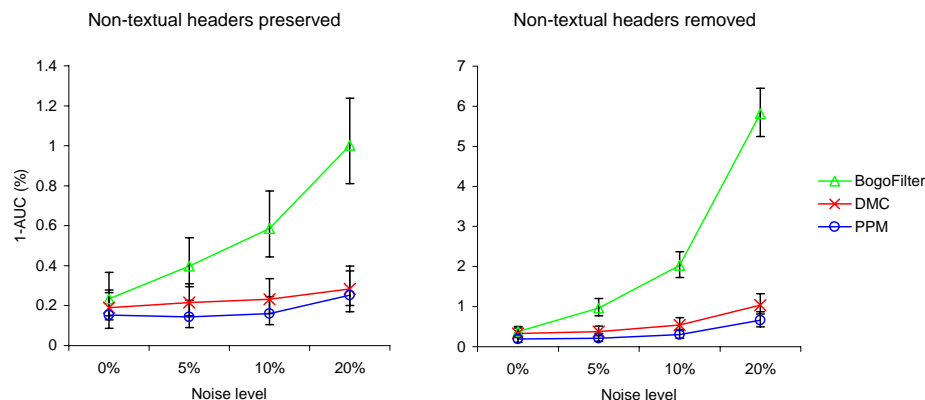 Non-textual headers preserved
1-AUC (%)
1.4
1.2
1
0.8
0.6
0.4
0.2
0
0% 5% 10% 20%
Noise level
Non-textual headers removed
7
6
5
4
3
2
1
0
0% 5% 10% 20%
Noise level
BogoFilter
DMC
PPM